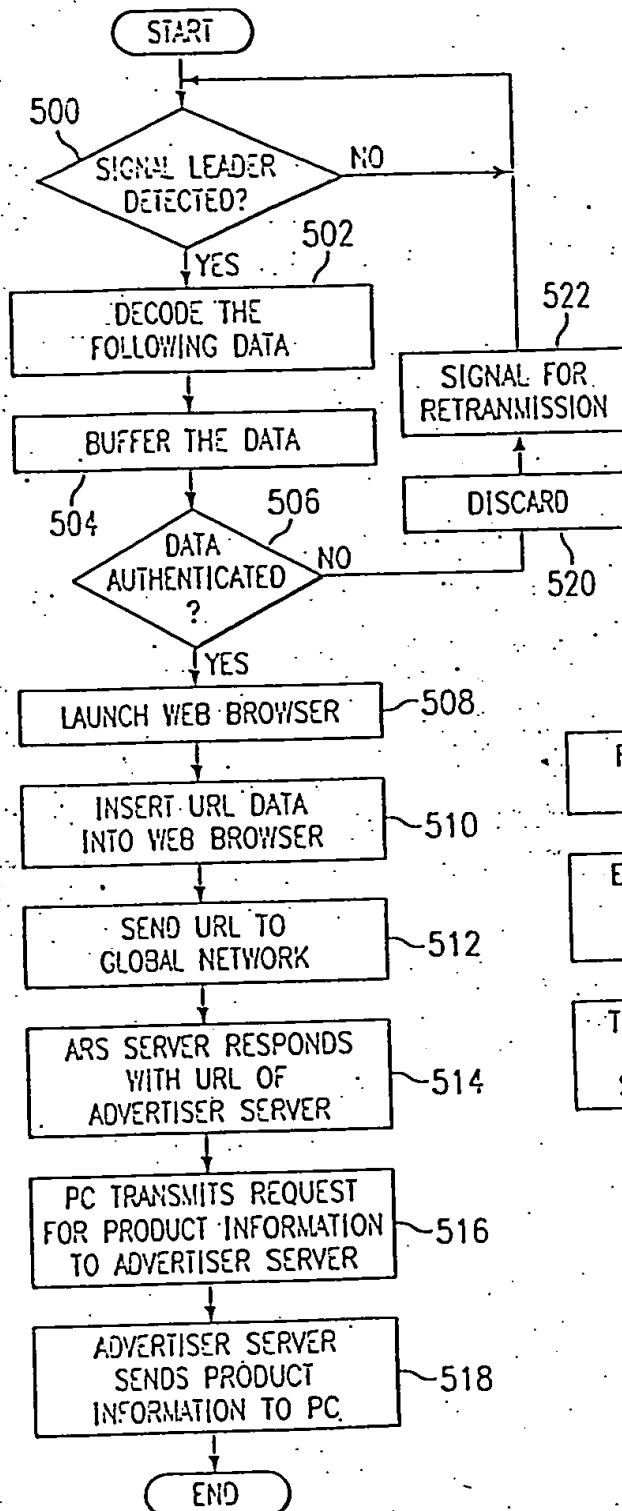 START
500
SIGNAL LEADER
DETECTED?
NO
YES
502
DECODE THE
FOLLOWING DATA
BUFFER THE DATA
504
506
DATA
AUTHENTICATED
?
NO
YES
522
SIGNAL FOR
RETRANMISSION
DISCARD
520
LAUNCH WEB BROWSER
508
INSERT URL DATA
INTO WEB BROWSER
510
SEND URL TO
GLOBAL NETWORK
512
ARS SERVER RESPONDS
WITH URL OF
ADVERTISER SERVER
514
PC TRANSMITS REQUEST
FOR PRODUCT INFORMATION
TO ADVERTISER SERVER
516
ADVERTISER SERVER
SENDS PRODUCT
INFORMATION TO PC
518
END